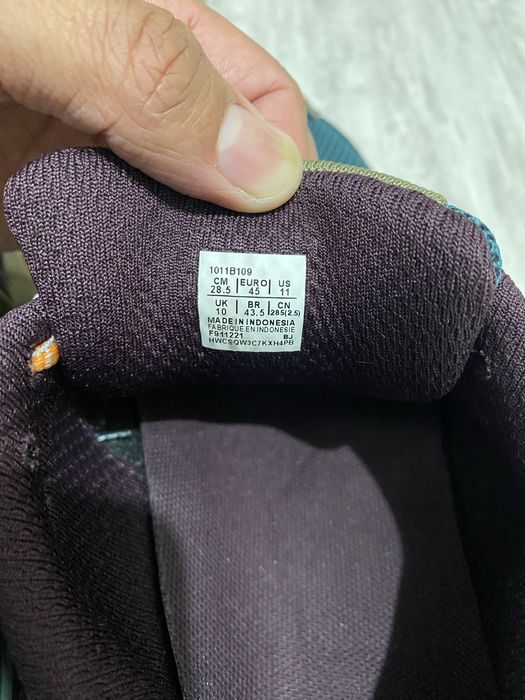 1011B109
CM | EURO | US
28.5 | 45 | 11
UK | BR | CN
10 | 43.5 | 285(2.5)
MADE IN INDONESIA
FABRIQUE EN INDONESIE
F911221 BJ
HWCSQW3C7KXH4PB